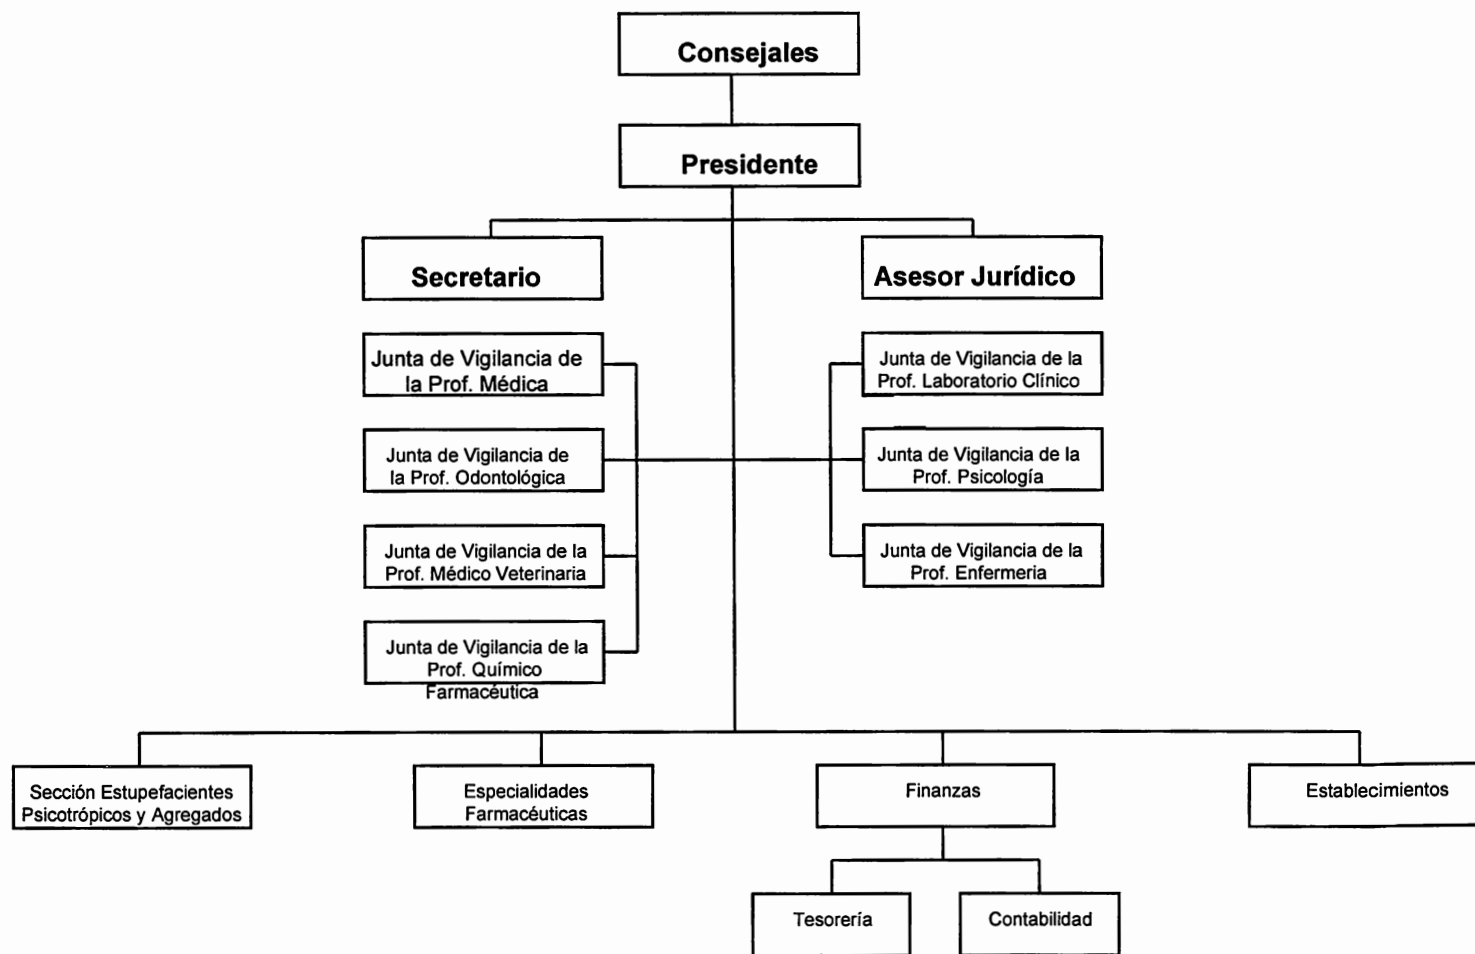 Consejales
Presidente
Secretario
Asesor Jurídico
Junta de Vigilancia de
la Prof. Médica
Junta de Vigilancia de la
Prof. Laboratorio Clínico
Junta de Vigilancia de
la Prof. Odontológica
Junta de Vigilancia de la
Prof. Psicología
Junta de Vigilancia de la
Prof. Médico Veterinaria
Junta de Vigilancia de la
Prof. Enfermeria
Junta de Vigilancia de la
Prof. Químico
Farmacéutica
Sección Estupefacientes
Psicotrópicos y Agregados
Especialidades
Farmacéuticas
Finanzas
Establecimientos
Tesorería
Contabilidad